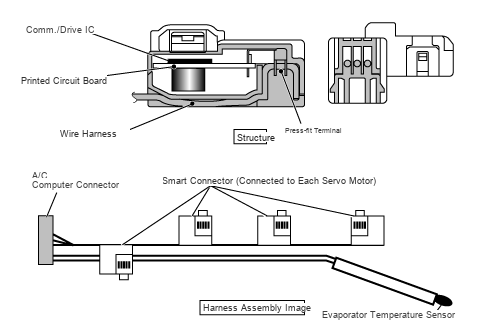 Comm./Drive IC
Printed Circuit Board
Wire Harness
Press-fit Terminal
Structure
A/C
Computer Connector
Smart Connector (Connected to Each Servo Motor)
Harness Assembly Image
Evaporator Temperature Sensor